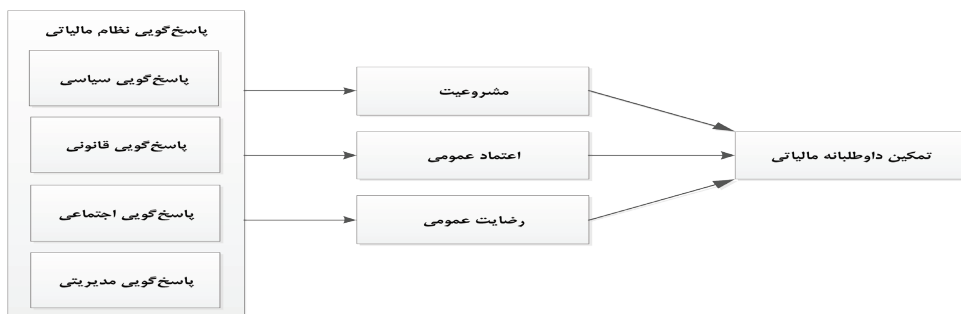 پاسخ‌گویی نظام مالیاتی
پاسخ‌گویی سیاسی
پاسخ‌گویی قانونی
پاسخ‌گویی اجتماعی
پاسخ‌گویی مدیریتی
مشروعیت
اعتماد عمومی
رضایت عمومی
تمکین داوطلبانه مالیاتی